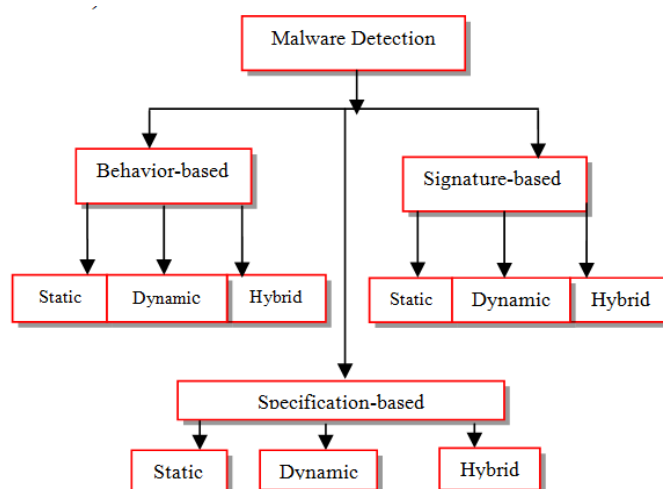 Malware Detection
Behavior-based
Signature-based
Static Dynamic Hybrid
Static Dynamic Hybrid
Specification-based
Static Dynamic Hybrid